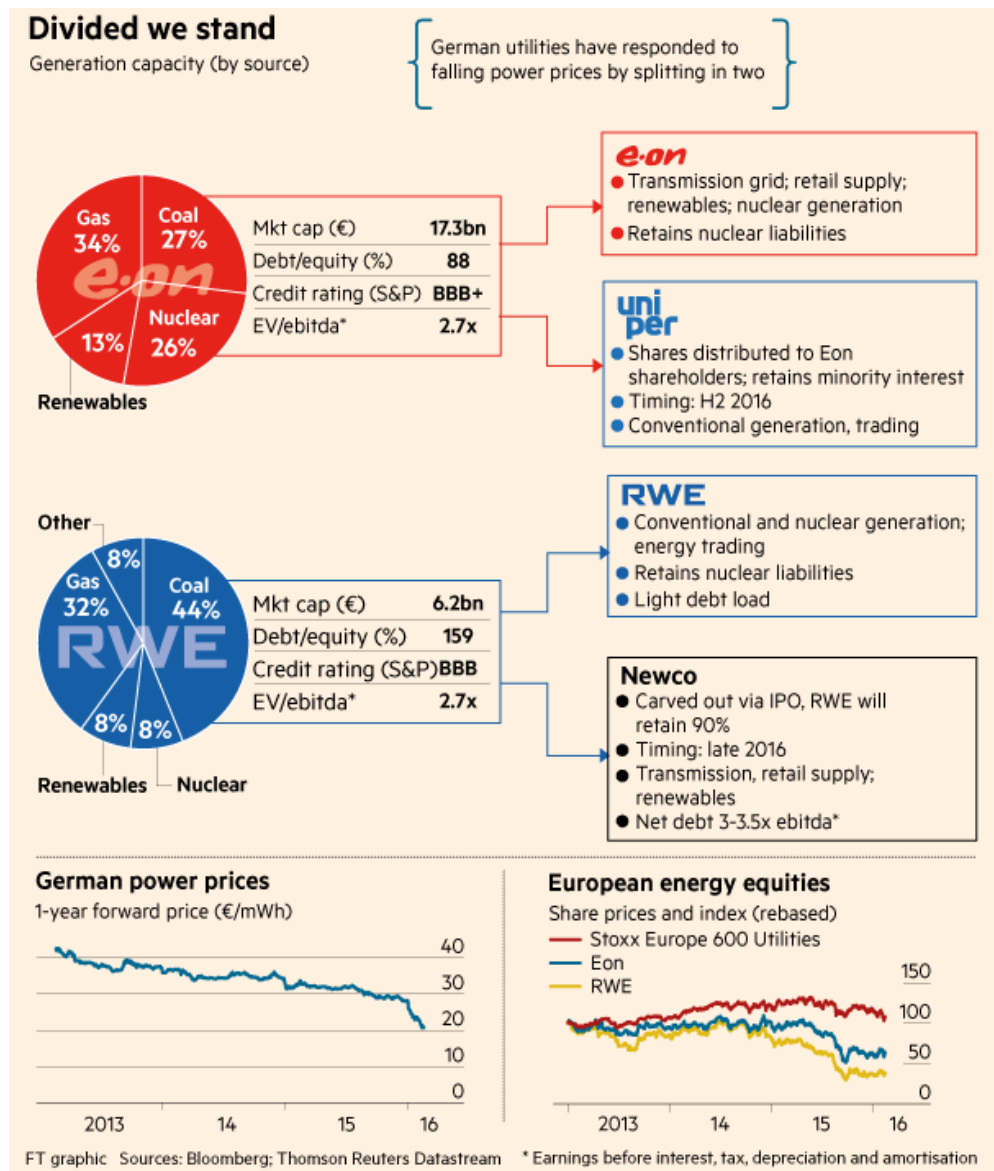 Divided we stand
Generation capacity (by source)
German utilities have responded to
falling power prices by splitting in two
Gas
34%
Coal
27%
e·on
Nuclear
26%
13%
Renewables
Mkt cap (€) 17.3bn
Debt/equity (%) 88
Credit rating (S&P) BBB+
EV/ebitda* 2.7x
e·on
Transmission grid; retail supply;
renewables; nuclear generation
Retains nuclear liabilities
uni
per
Shares distributed to Eon
shareholders; retains minority interest
Timing: H2 2016
Conventional generation, trading
Other
8%
Gas
32%
Coal
44%
RWE
8%
8%
Renewables
Nuclear
Mkt cap (€) 6.2bn
Debt/equity (%) 159
Credit rating (S&P) BBB
EV/ebitda* 2.7x
RWE
Conventional and nuclear generation;
energy trading
Retains nuclear liabilities
Light debt load
Newco
Carved out via IPO, RWE will
retain 90%
Timing: late 2016
Transmission, retail supply;
renewables
Net debt 3-3.5x ebitda*
German power prices
1-year forward price (€/mWh)
40
30
20
10
0
2013 14 15 16
European energy equities
Share prices and index (rebased)
Stoxx Europe 600 Utilities
Eon
RWE
150
100
50
0
2013 14 15 16
FT graphic Sources: Bloomberg; Thomson Reuters Datastream
* Earnings before interest, tax, depreciation and amortisation